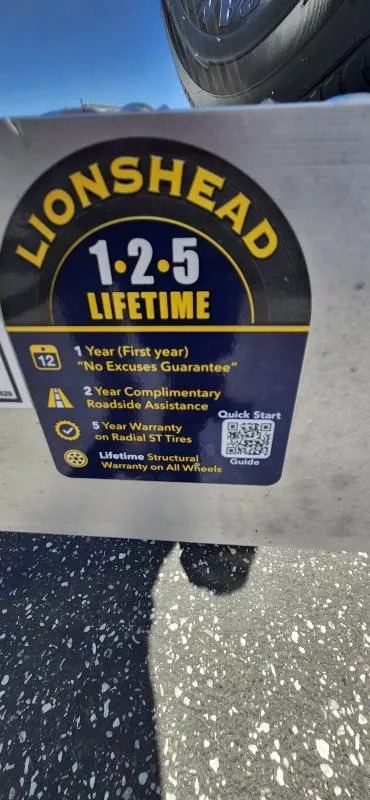 LIONSHEAD
1•2•5
LIFETIME
12
1 Year (First year)
"No Excuses Guarantee"
2 Year Complimentary
Roadside Assistance
5 Year Warranty
on Radial ST Tires
Lifetime Structural
Warranty on All Wheels
Quick Start
Guide